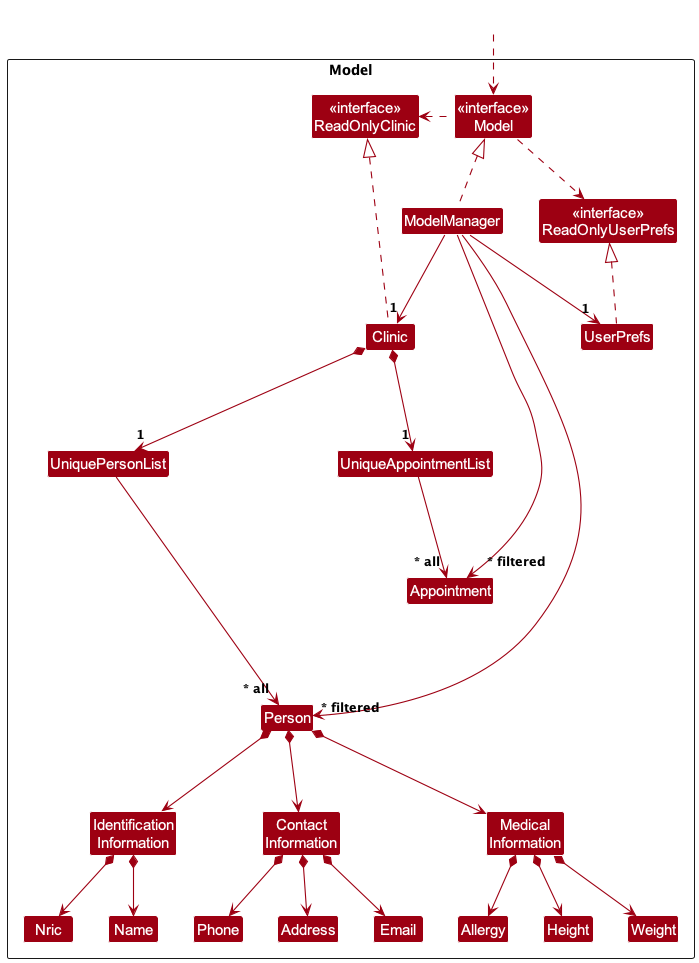 Model
«interface»
ReadOnlyClinic
«interface»
Model
ModelManager
«interface»
ReadOnlyUserPrefs
1
1
Clinic
UserPrefs
1
1
UniquePersonList
UniqueAppointmentList
* all
* filtered
Appointment
* all
* filtered
Person
Identification
Information
Contact
Information
Medical
Information
Nric
Name
Phone
Address
Email
Allergy
Height
Weight